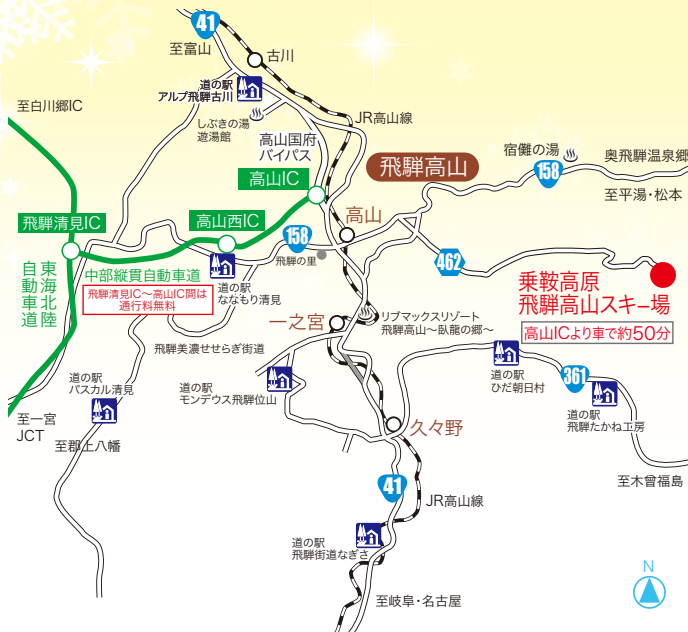 41
至富山
古川
道の駅
アルプ飛騨古川
至白川郷IC
しぶきの湯
遊湯館
JR高山線
高山国府
バイパス
宿儺の湯
奥飛騨温泉郷
飛騨高山
158
至平湯・松本
高山IC
飛騨清見IC
高山西IC
高山
158
飛騨の里
462
東海北陸
自動車道
中部縦貫自動車道
飛騨清見IC～高山IC間は
通行料無料
道の駅
ななもり清見
乗鞍高原
飛騨高山スキー場
高山ICより車で約50分
一之宮
リブマックスリゾート
飛騨高山～臥龍の郷～
飛騨美濃せせらぎ街道
道の駅
パスカル清見
道の駅
モンデウス飛騨位山
道の駅
ひだ朝日村
361
道の駅
飛騨たかね工房
至一宮
JCT
至郡上八幡
久々野
至木曽福島
41
JR高山線
道の駅
飛騨街道なぎさ
至岐阜・名古屋
N